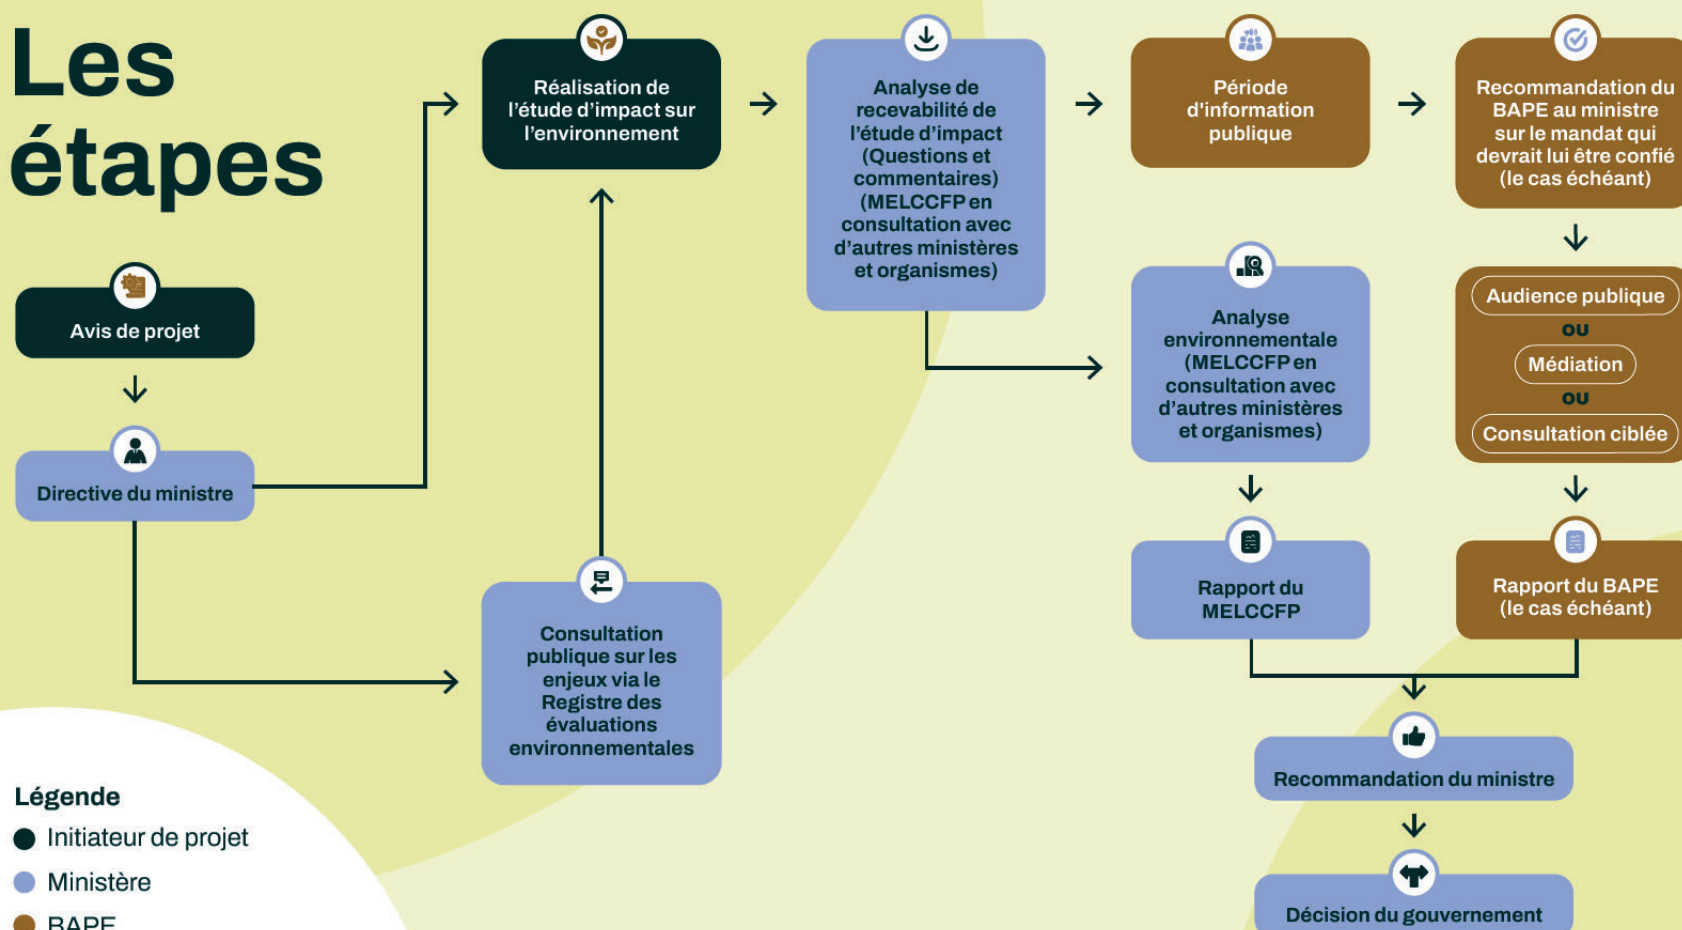 Les
étapes
Avis de projet
Directive du ministre
Réalisation de
l'étude d'impact sur
l'environnement
Consultation
publique sur les
enjeux via le
Registre des
évaluations
environnementales
Analyse de
recevabilité de
l'étude d'impact
(Questions et
commentaires)
(MELCCFP en
consultation avec
d'autres ministères
et organismes)
Période
d'information
publique
Recommandation du
BAPE au ministre
sur le mandat qui
devrait lui être confié
(le cas échéant)
Analyse
environnementale
(MELCCFP en
consultation avec
d'autres ministères
et organismes)
Audience publique
ou
Médiation
ou
Consultation ciblée
Rapport du
MELCCFP
Rapport du BAPE
(le cas échéant)
Recommandation du ministre
Décision du gouvernement
Légende
Initiateur de projet
Ministère
BAPE